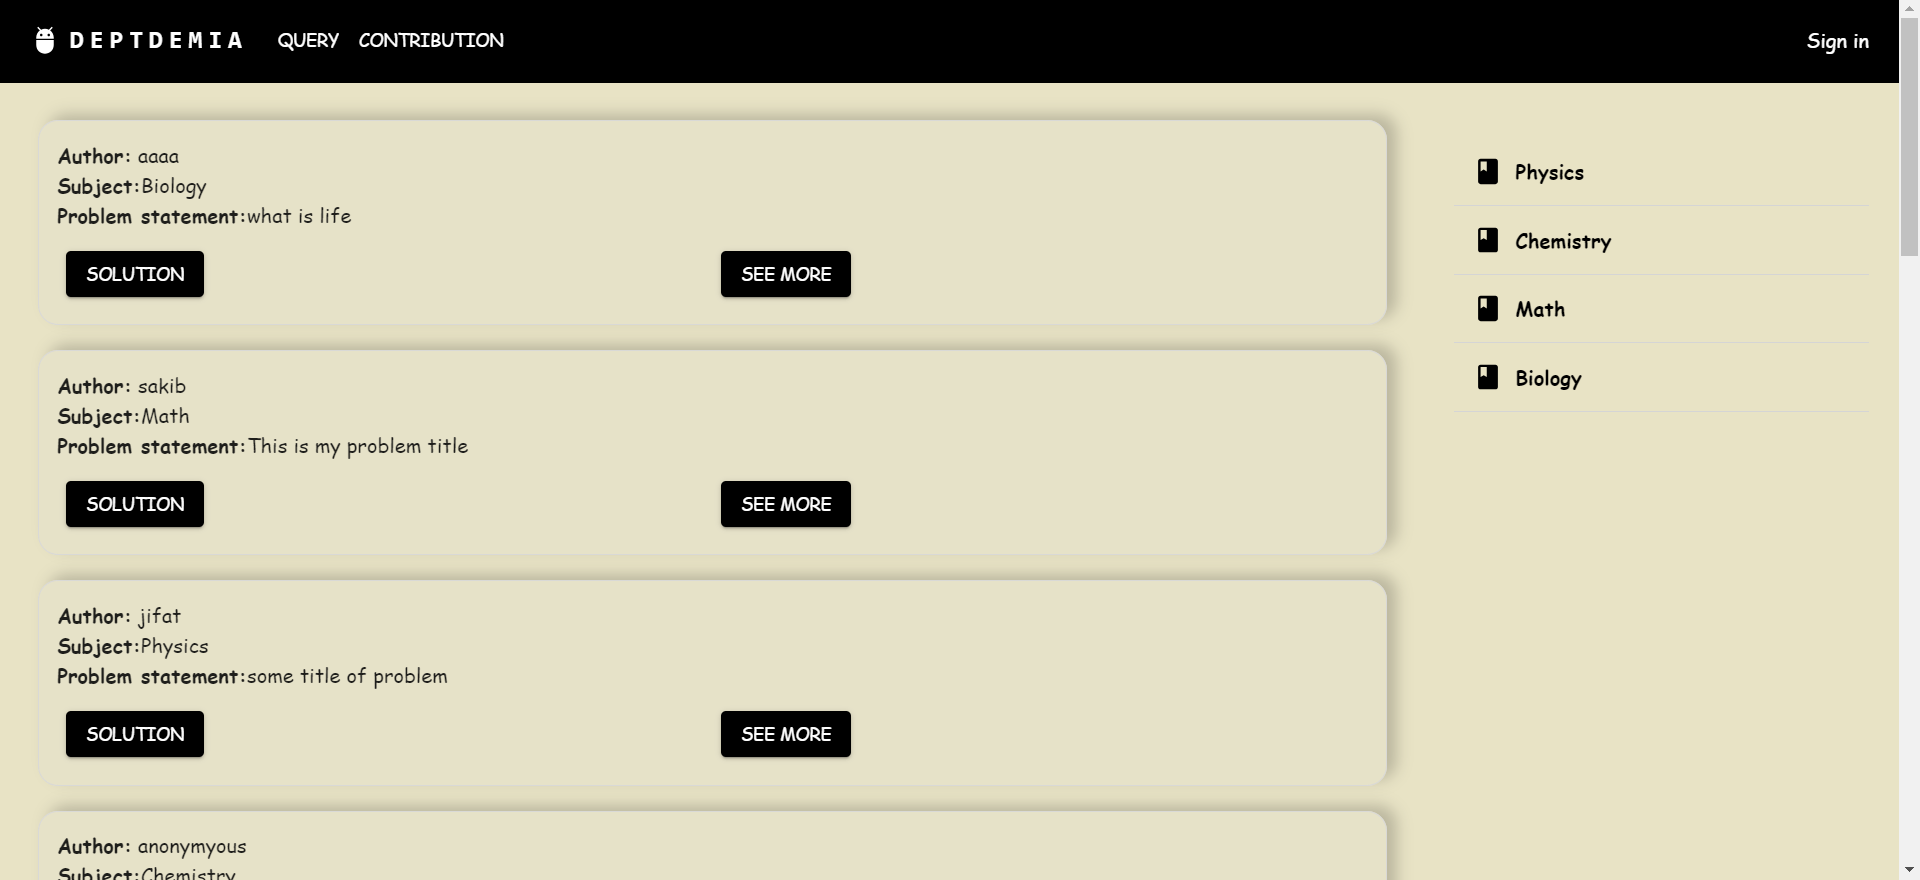 DEPTDEMIA QUERY CONTRIBUTION Sign in
Author: aaaa
Subject:Biology
Problem statement:what is life
SOLUTION SEE MORE
Author: sakib
Subject:Math
Problem statement:This is my problem title
SOLUTION SEE MORE
Author: jifat
Subject:Physics
Problem statement:some title of problem
SOLUTION SEE MORE
Author: anonymyous
Subject:Chemistry
Physics
Chemistry
Math
Biology